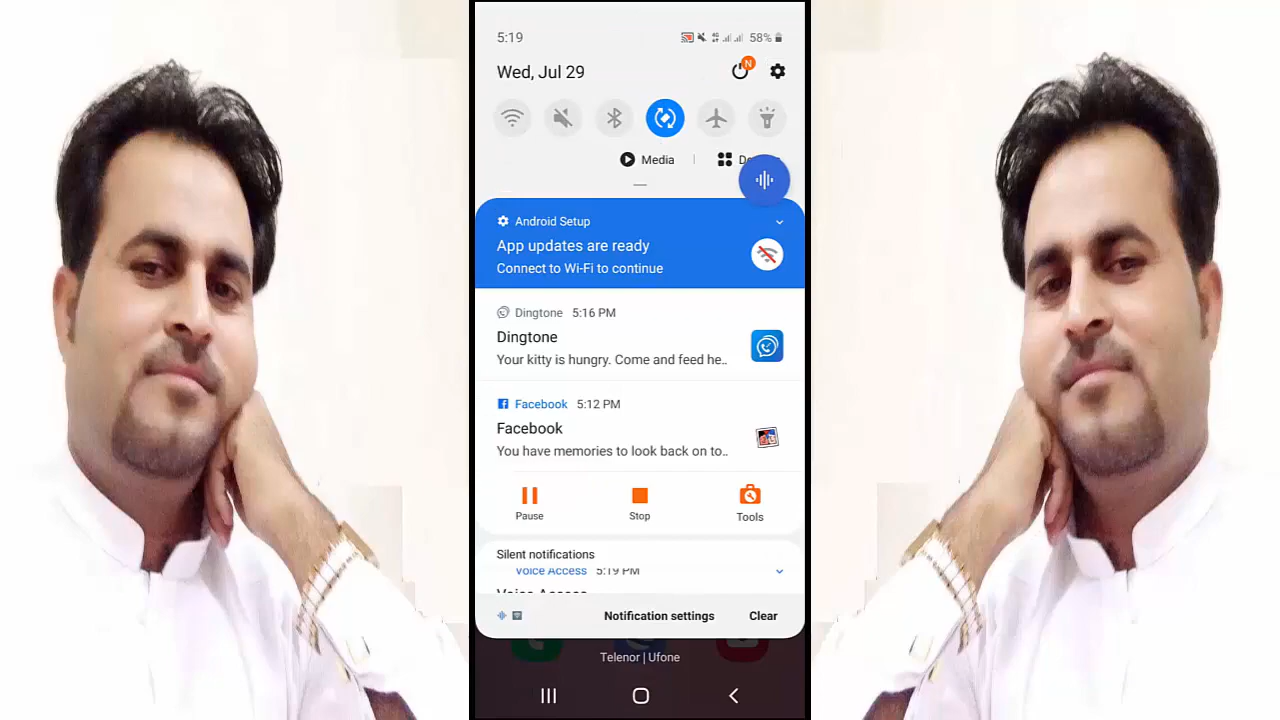 5:19 58%
Wed, Jul 29
N
Media
Android Setup
App updates are ready
Connect to Wi-Fi to continue
Dingtone 5:16 PM
Dingtone
Your kitty is hungry. Come and feed he..
Facebook 5:12 PM
Facebook
You have memories to look back on to..
Pause Stop Tools
Silent notifications
Voice Access 5:19 PM
Voice Access
Notification settings Clear
Telenor | Ufone